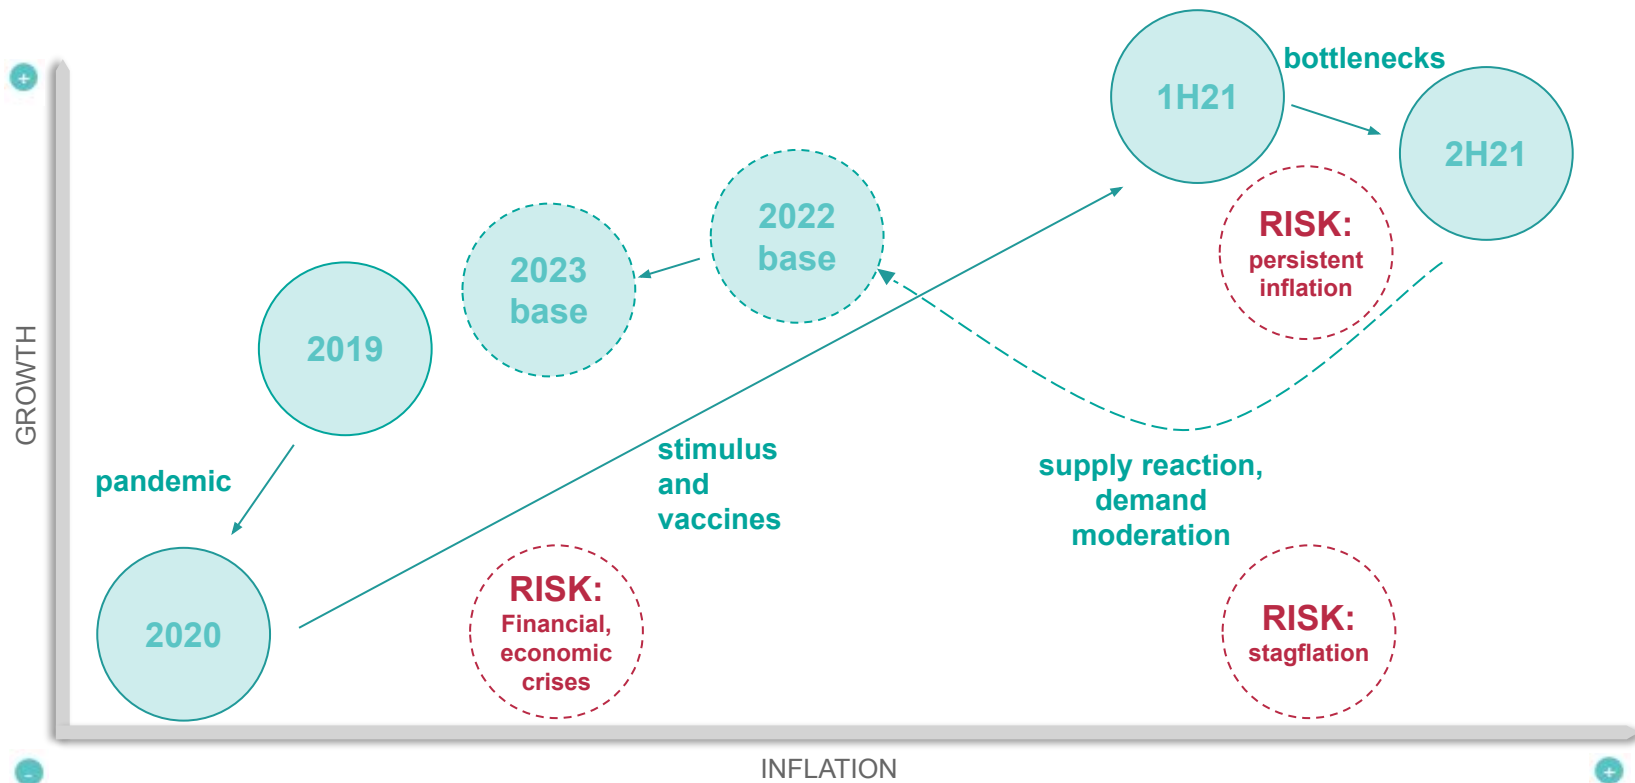 +
bottlenecks
1H21
2H21
RISK:
persistent
inflation
2022
base
2023
base
2019
GROWTH
pandemic
stimulus
and
vaccines
supply reaction,
demand
moderation
2020
RISK:
Financial,
economic
crises
RISK:
stagflation
-
INFLATION
+